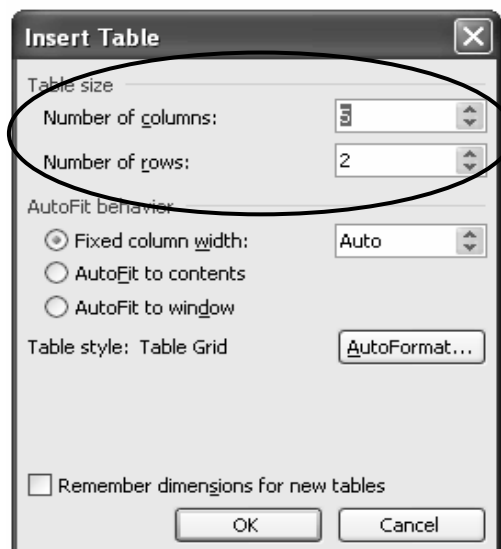 Insert Table
Table size
Number of columns:
Number of rows: 2
AutoFit behavior
Fixed column width: Auto
AutoFit to contents
AutoFit to window
Table style: Table Grid AutoFormat...
Remember dimensions for new tables
OK Cancel